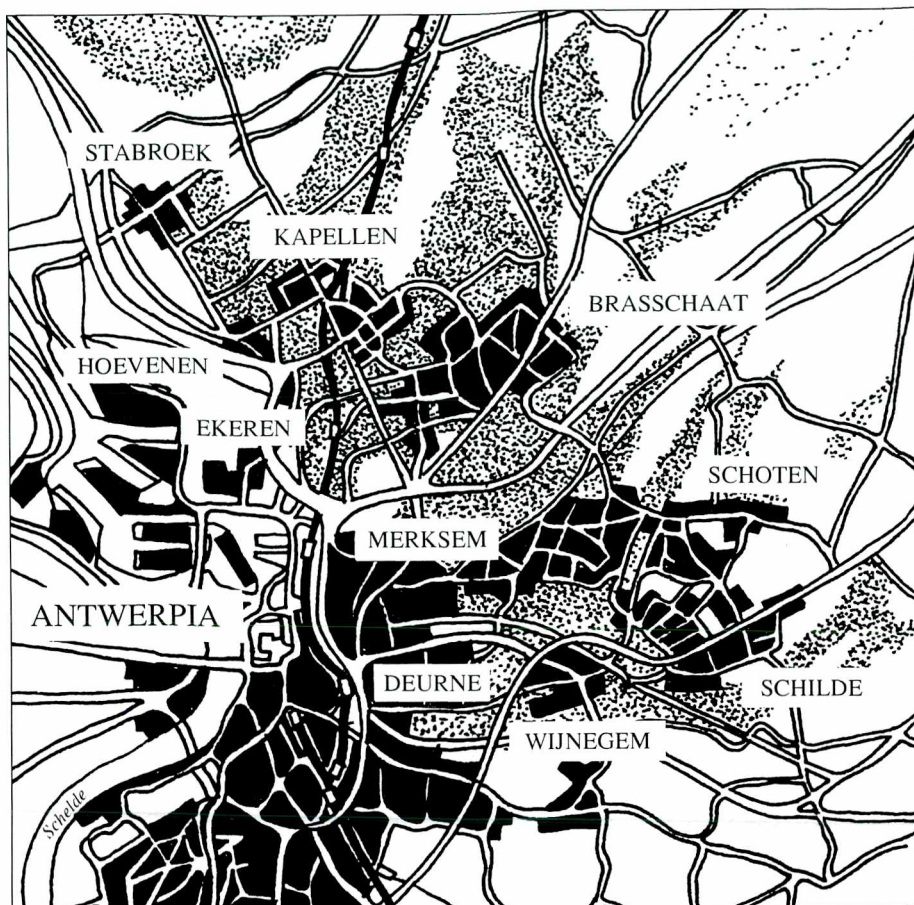 STABROEK
KAPELLEN
BRASSCHAAT
HOEVENEN
EKEREN
SCHOTEN
MERKSEM
ANTWERPIA
DEURNE
SCHILDE
WIJNEGEM
Schelde